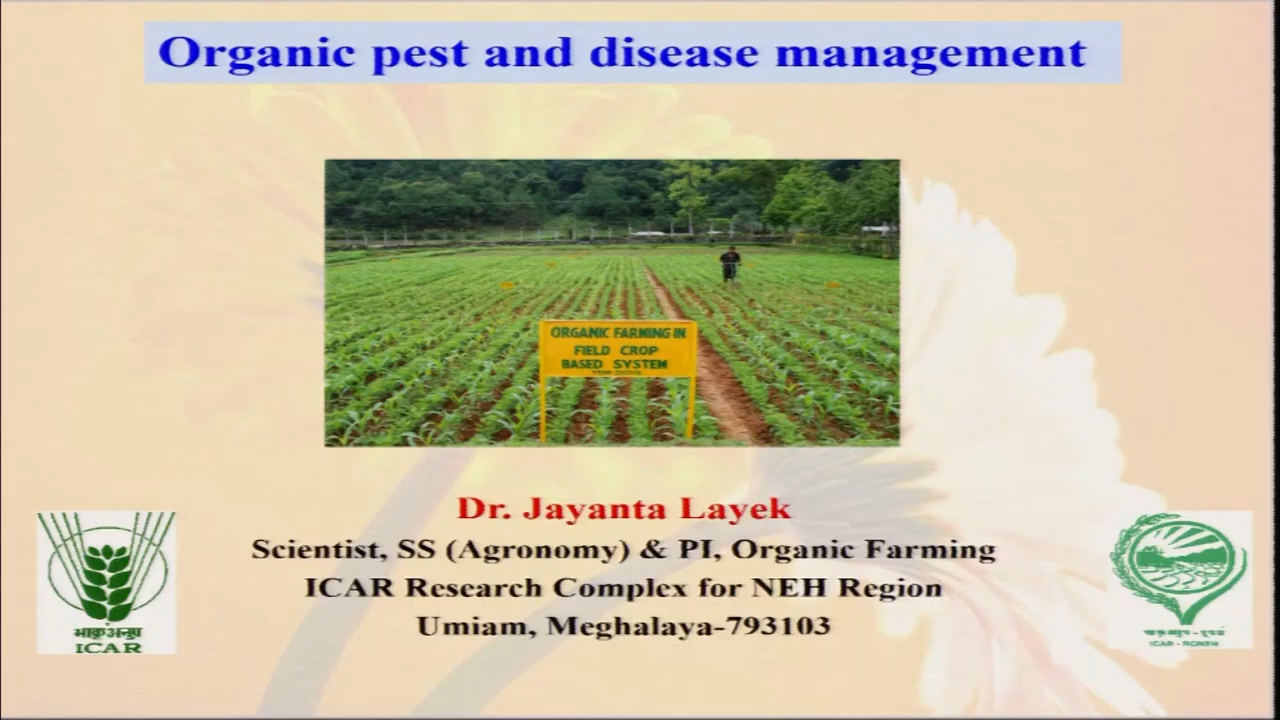 Organic pest and disease management
ORGANIC FARMING IN
FIELD CROP
BASED SYSTEM
Dr. Jayanta Layek
Scientist, SS (Agronomy) & PI, Organic Farming
ICAR Research Complex for NEH Region
Umiam, Meghalaya-793103
भाकृअनुप
ICAR